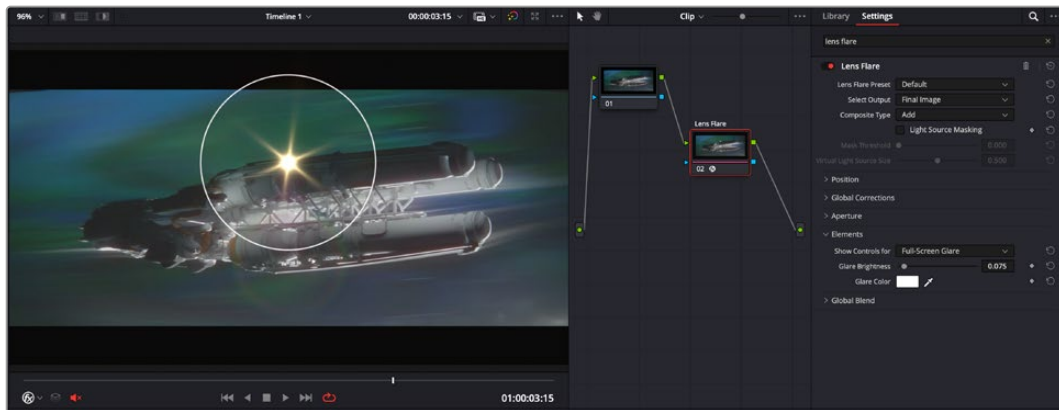 96%
Timeline 1
00:00:03:15
Clip
Library Settings
lens flare
Lens Flare
Lens Flare Preset Default
Select Output Final Image
Composite Type Add
Light Source Masking
Mask Threshold 0.000
Virtual Light Source Size 0.500
Position
Global Corrections
Aperture
Elements
Show Controls for Full-Screen Glare
Glare Brightness 0.075
Glare Color
Global Blend
01
Lens Flare
02
01:00:03:15